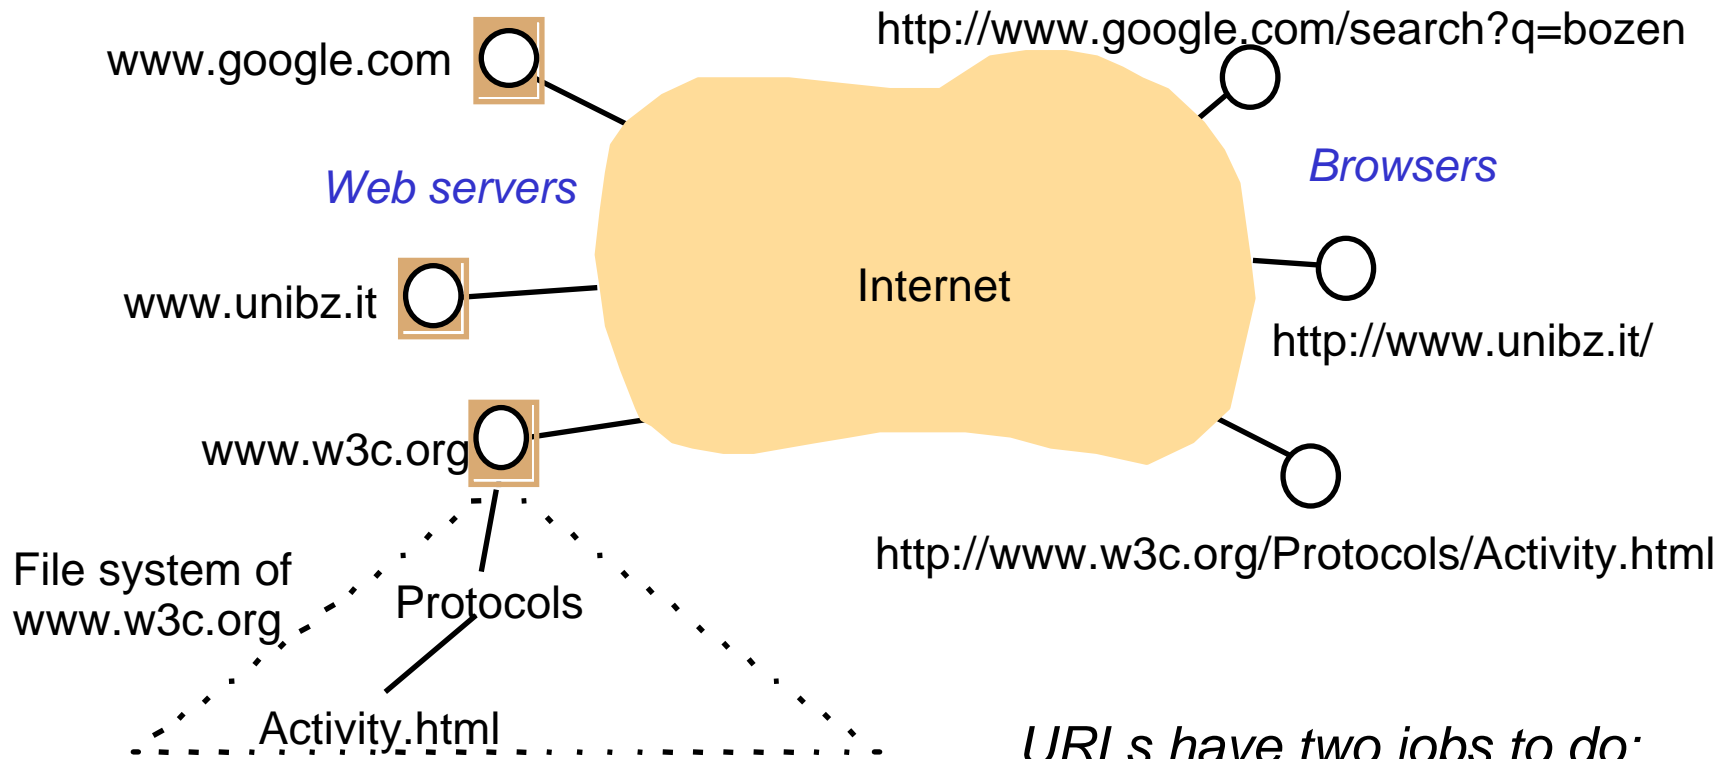 http://www.google.com/search?q=bozen
www.google.com
Browsers
Web servers
Internet
www.unibz.it
http://www.unibz.it/
www.w3c.org
http://www.w3c.org/Protocols/Activity.html
File system of
www.w3c.org
Protocols
Activity.html
URLs have two jobs to do: